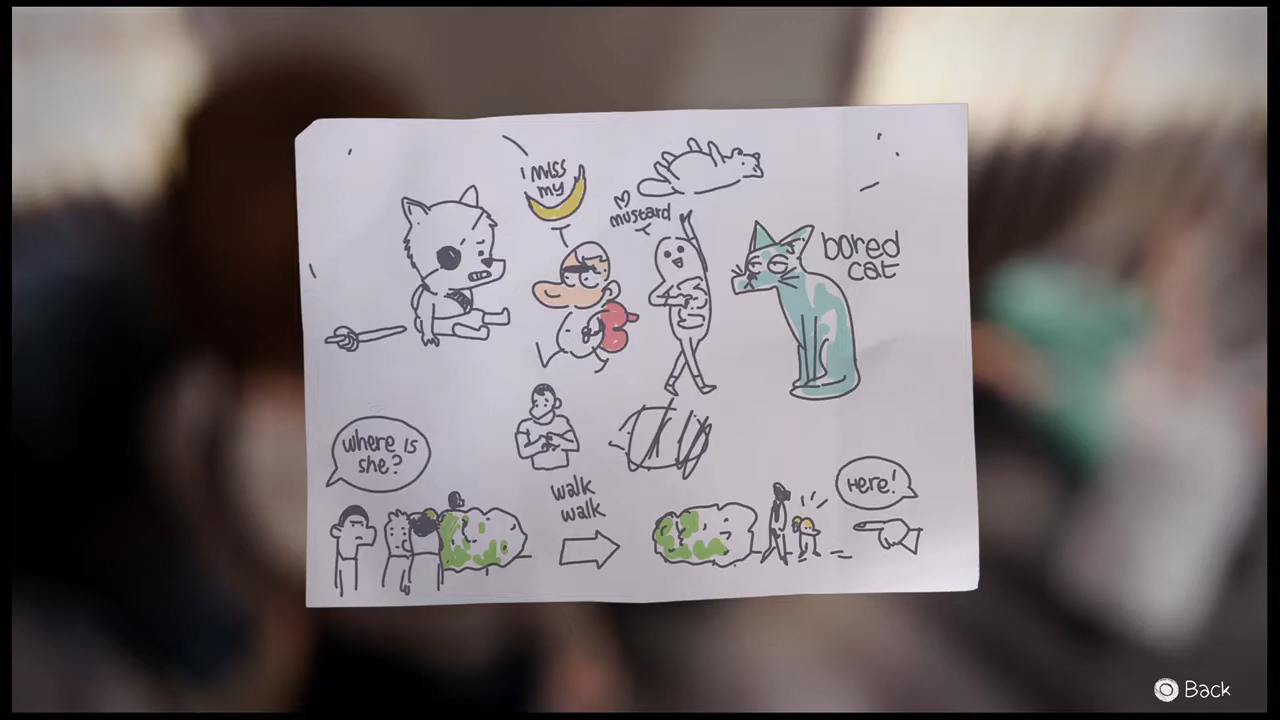 I miss
my
mustard
bored
cat
where is
she?
walk
walk
Here!
Back